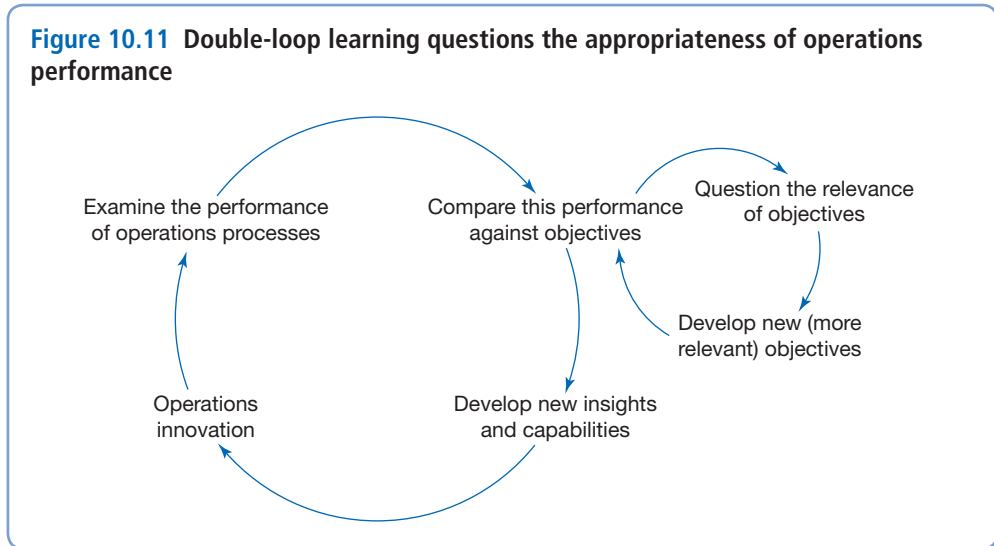 Figure 10.11 Double-loop learning questions the appropriateness of operations
performance
Examine the performance
of operations processes
Compare this performance
against objectives
Question the relevance
of objectives
Develop new (more
relevant) objectives
Operations
innovation
Develop new insights
and capabilities